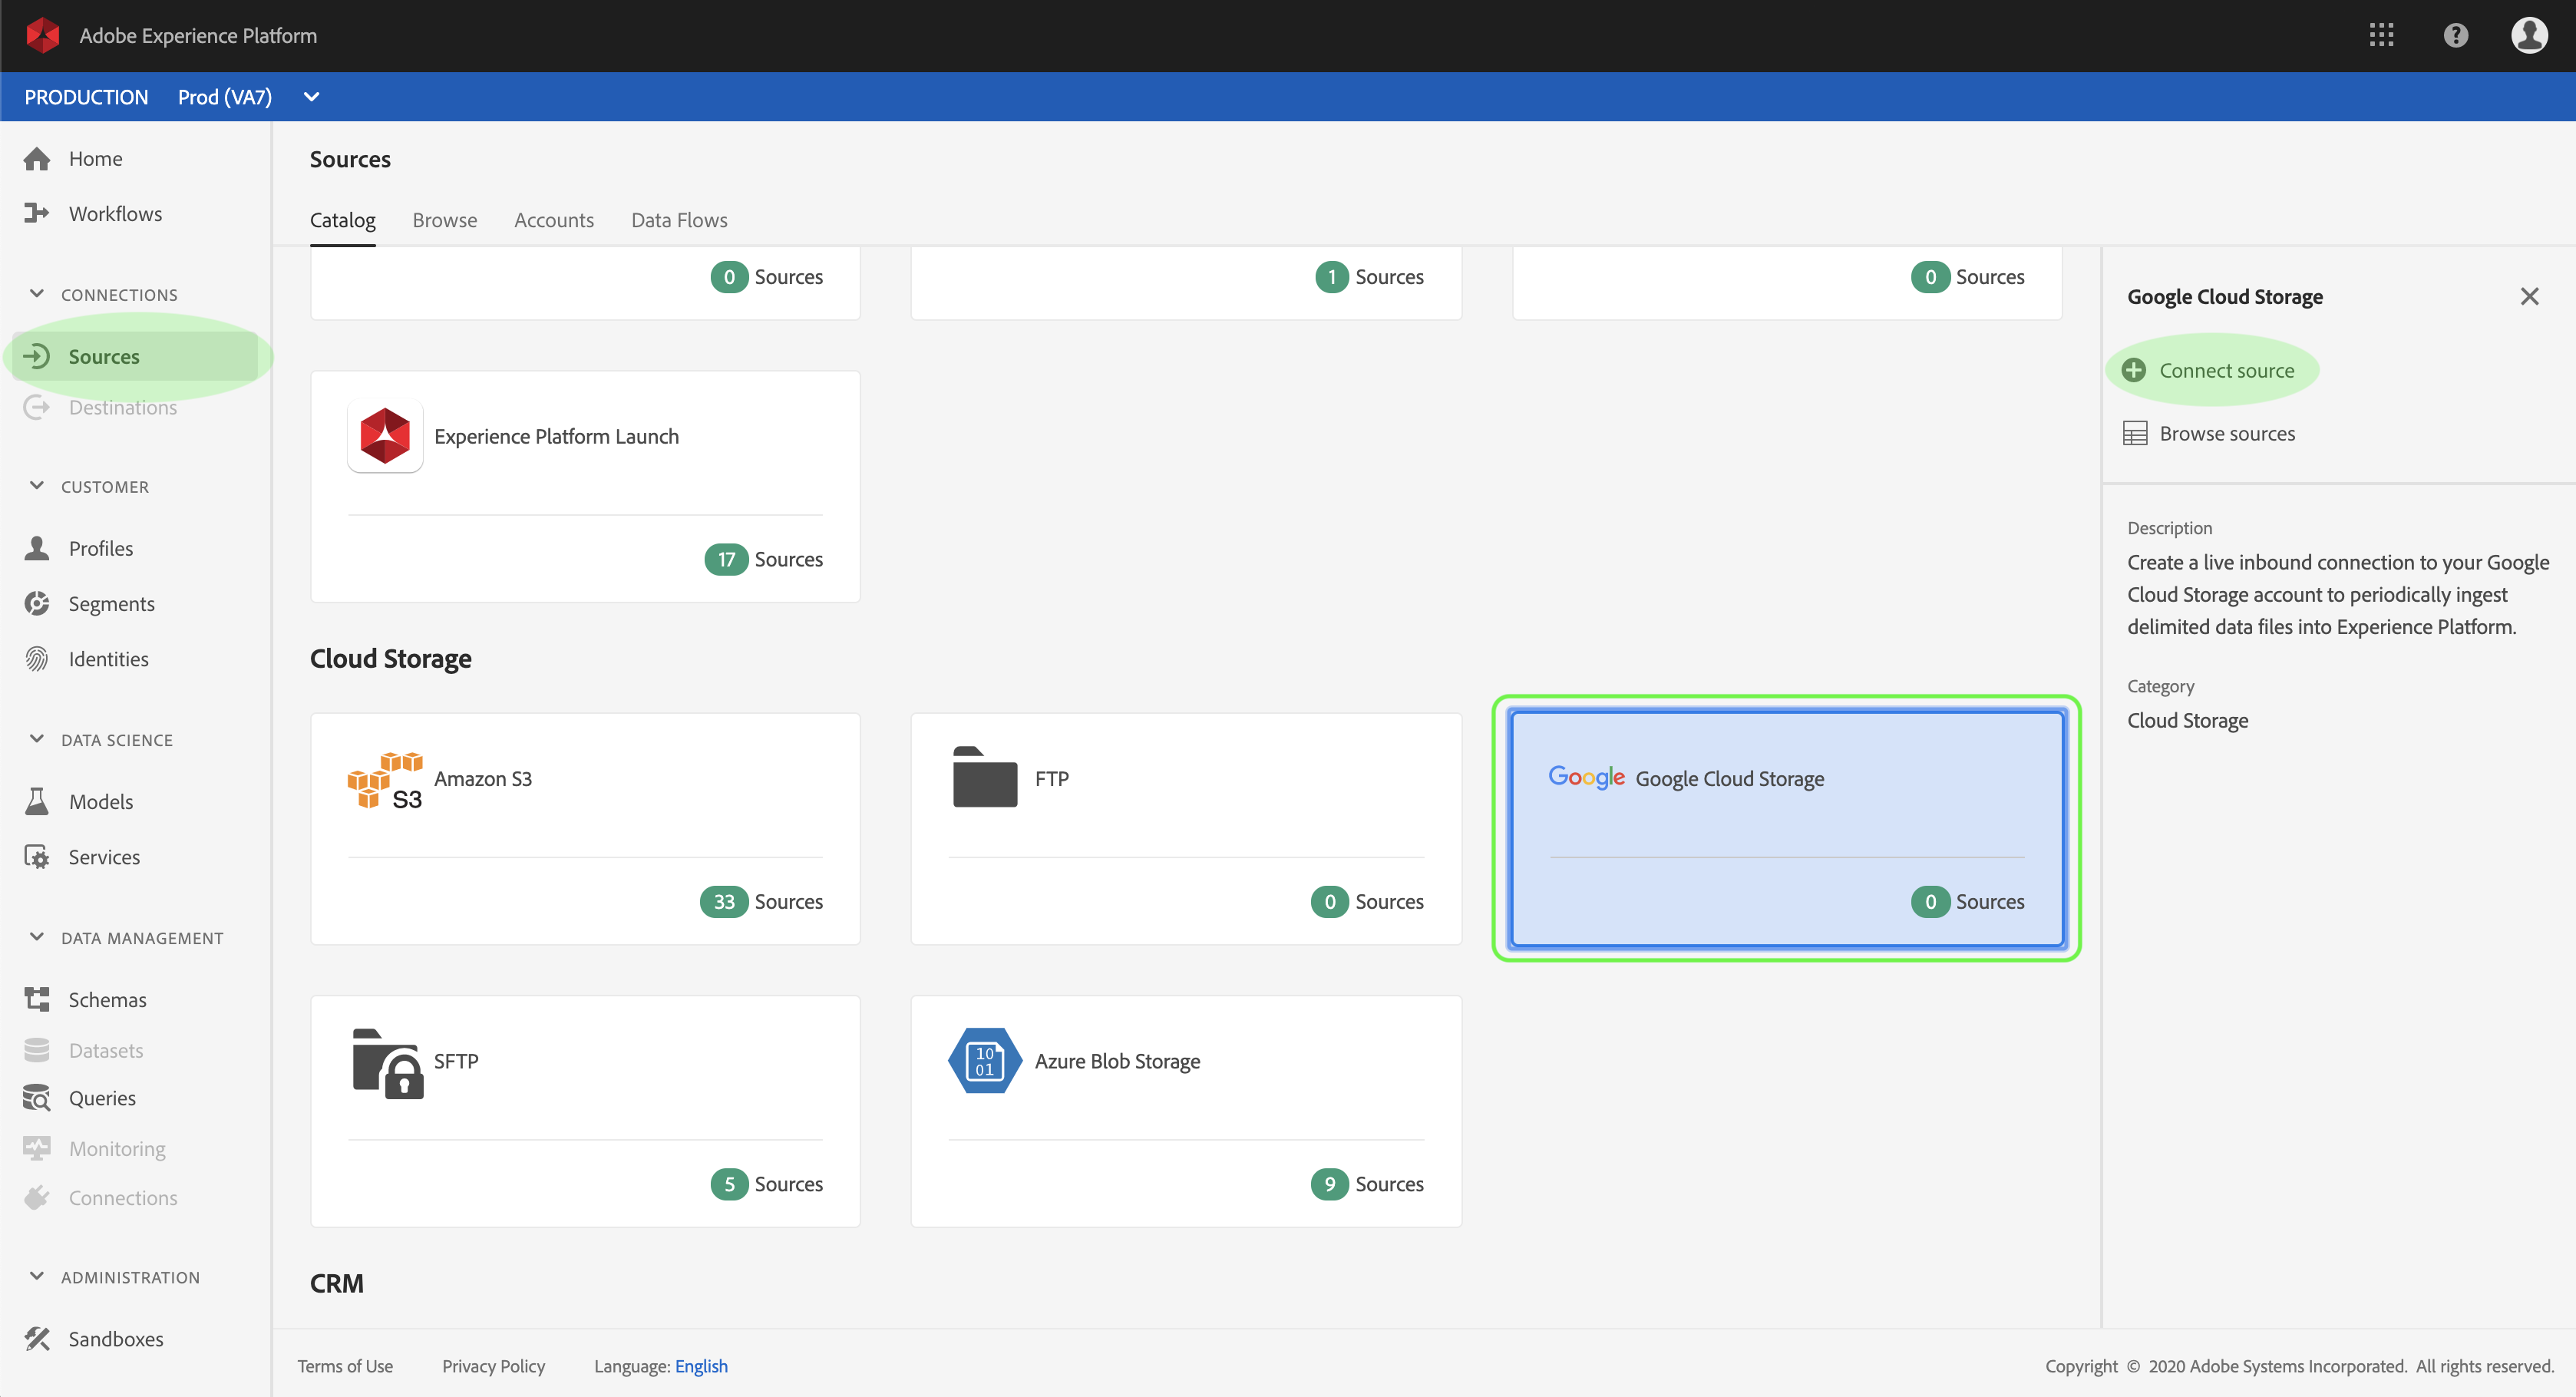 Adobe Experience Platform
PRODUCTION Prod (VA7)
Home
Workflows
CONNECTIONS
Sources
Destinations
CUSTOMER
Profiles
Segments
Identities
DATA SCIENCE
Models
Services
DATA MANAGEMENT
Schemas
Datasets
Queries
Monitoring
Connections
ADMINISTRATION
Sandboxes
Sources
Catalog Browse Accounts Data Flows
0 Sources
1 Sources
0 Sources
Experience Platform Launch
17 Sources
Cloud Storage
S3 Amazon S3
33 Sources
FTP
0 Sources
Google Google Cloud Storage
0 Sources
SFTP
5 Sources
10
01
Azure Blob Storage
9 Sources
CRM
Google Cloud Storage
Connect source
Browse sources
Description
Create a live inbound connection to your Google
Cloud Storage account to periodically ingest
delimited data files into Experience Platform.
Category
Cloud Storage
Terms of Use Privacy Policy Language: English
Copyright © 2020 Adobe Systems Incorporated. All rights reserved.